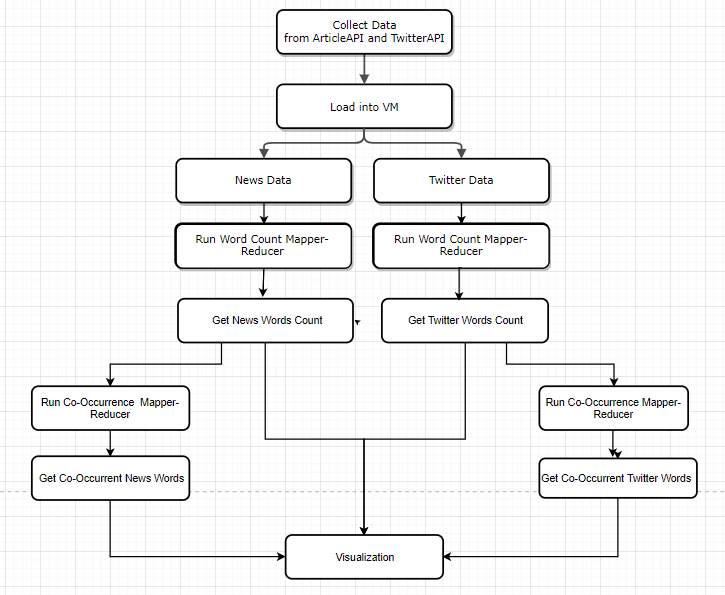 Collect Data
from ArticleAPI and TwitterAPI
Load into VM
News Data
Twitter Data
Run Word Count Mapper-
Reducer
Run Word Count Mapper-
Reducer
Get News Words Count
Get Twitter Words Count
Run Co-Occurrence Mapper-
Reducer
Run Co-Occurrence Mapper-
Reducer
Get Co-Occurrent News Words
Get Co-Occurrent Twitter Words
Visualization